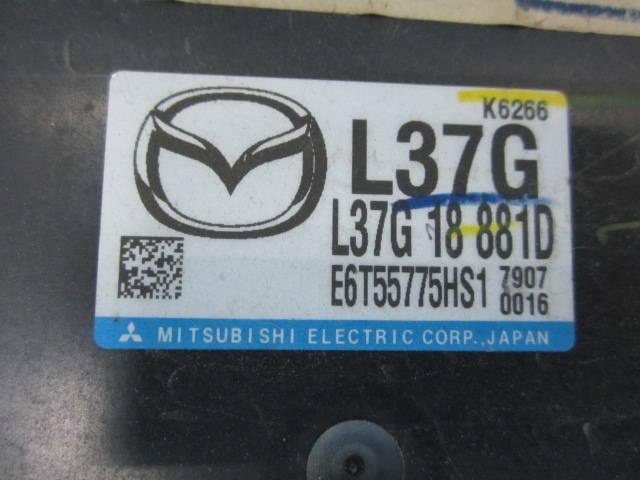 K6266
L37G
L37G 18 881D
E6T55775HS1 7907
0016
MITSUBISHI ELECTRIC CORP.,JAPAN